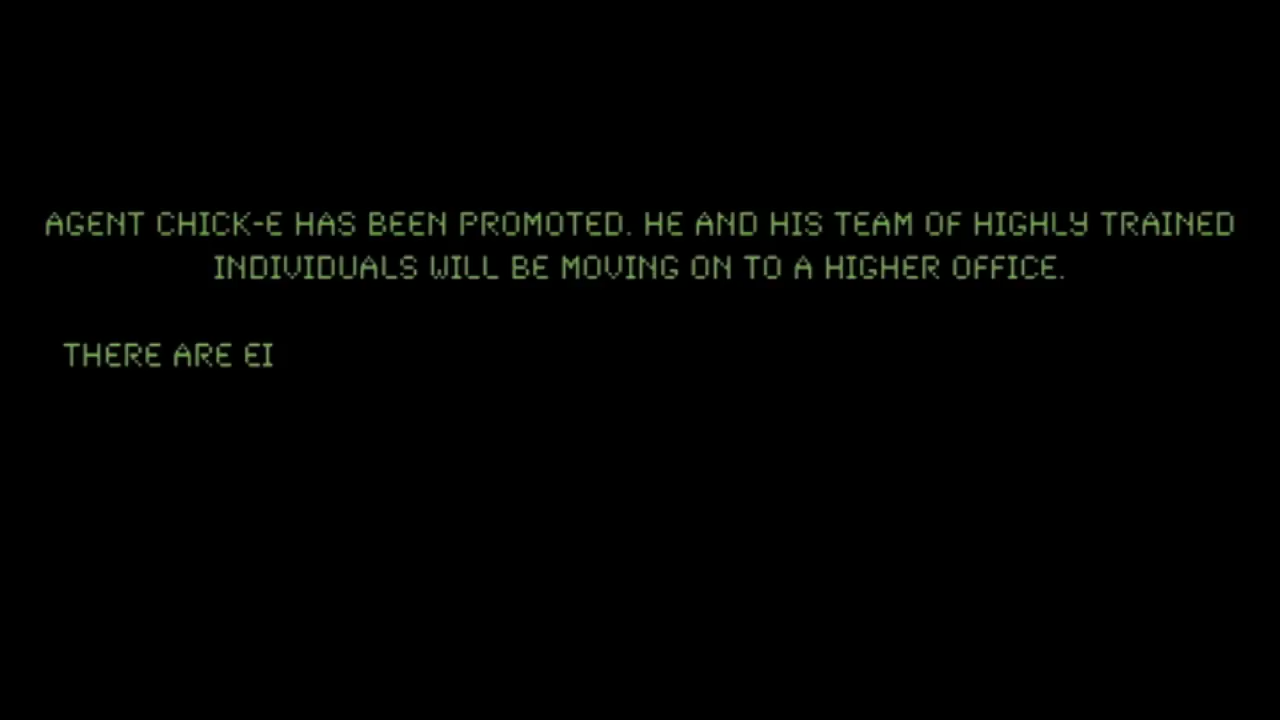 AGENT CHICK-E HAS BEEN PROMOTED. HE AND HIS TEAM OF HIGHLY TRAINED
INDIVIDUALS WILL BE MOVING ON TO A HIGHER OFFICE.
THERE ARE EI